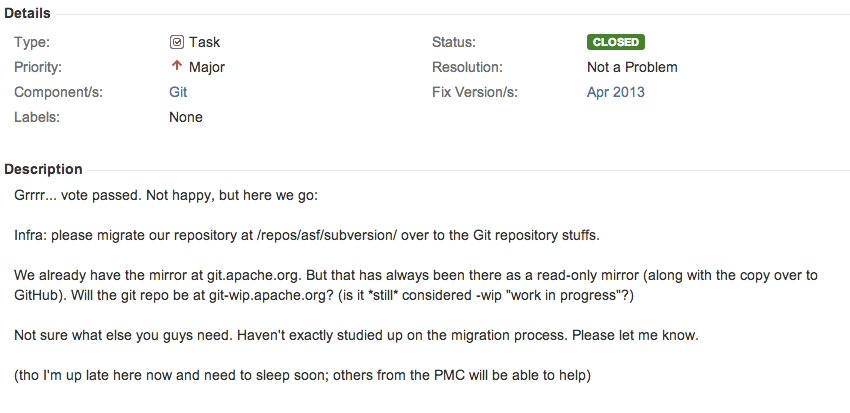 Details
Type: Task Status: CLOSED
Priority: Major Resolution: Not a Problem
Component/s: Git Fix Version/s: Apr 2013
Labels: None
Description
Grrrr... vote passed. Not happy, but here we go:
Infra: please migrate our repository at /repos/asf/subversion/ over to the Git repository stuffs.
We already have the mirror at git.apache.org. But that has always been there as a read-only mirror (along with the copy over to
GitHub). Will the git repo be at git-wip.apache.org? (is it *still* considered -wip "work in progress"?)
Not sure what else you guys need. Haven't exactly studied up on the migration process. Please let me know.
(tho I'm up late here now and need to sleep soon; others from the PMC will be able to help)